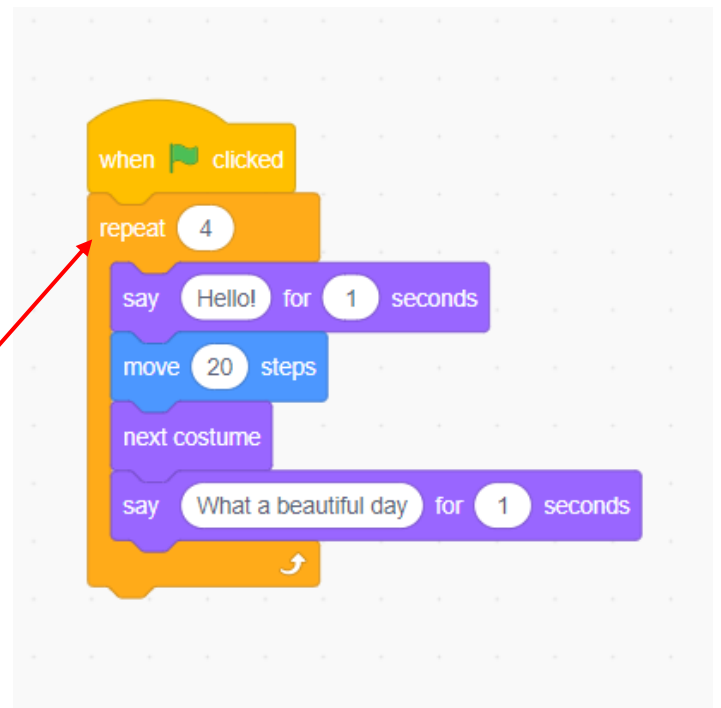 when clicked
repeat 4
say Hello! for 1 seconds
move 20 steps
next costume
say What a beautiful day for 1 seconds